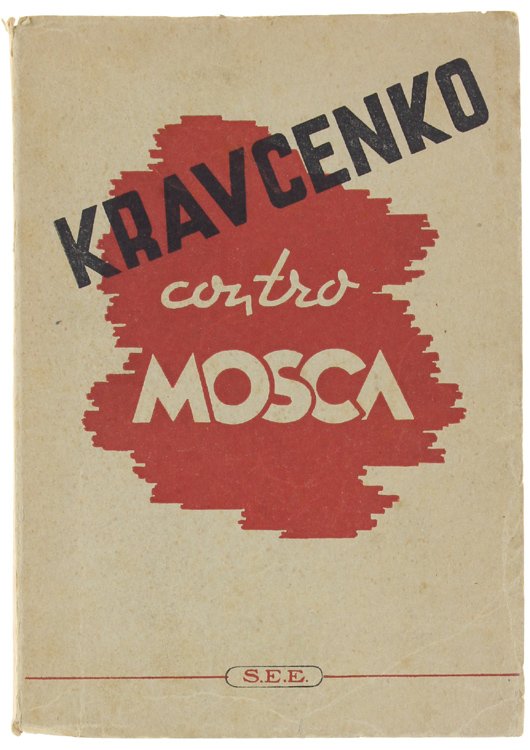 KRAVCENKO
contro
MOSCA
S.E.E.